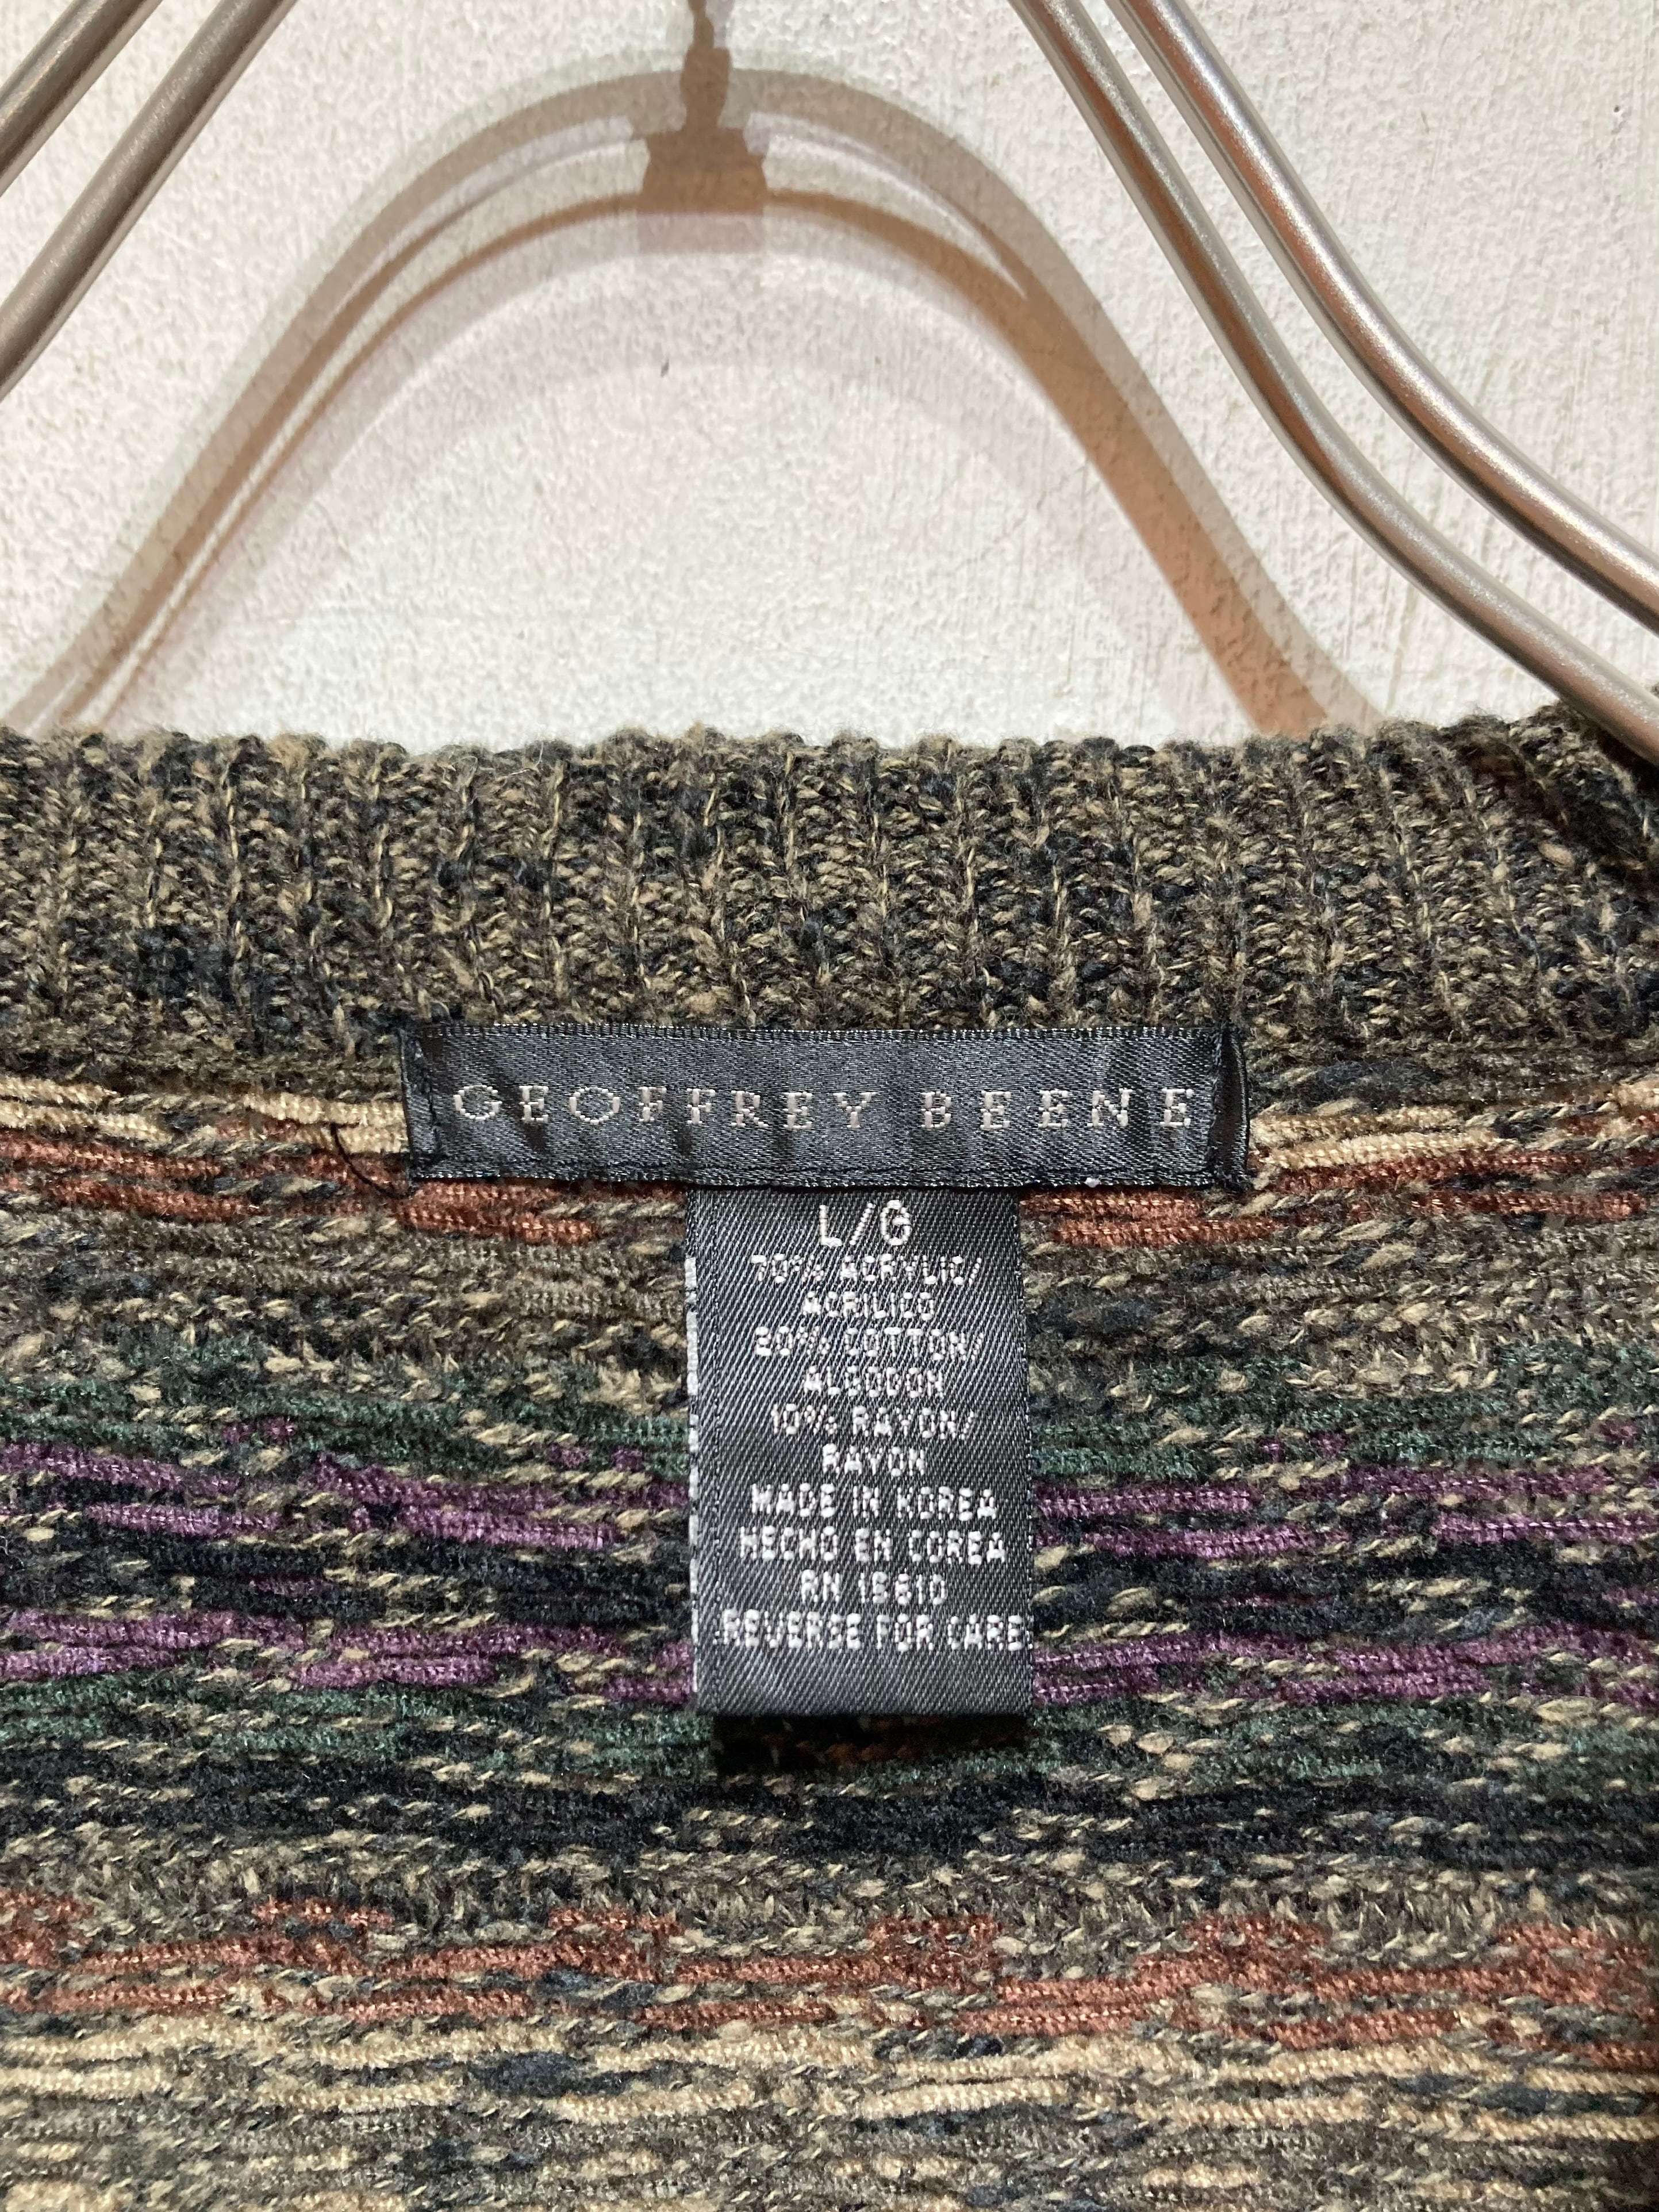 GEOFFREY BEENE
L/G
70% ACRYLIC/
ACRILICO
20% COTTON/
ALGODON
10% RAYON/
RAYON
MADE IN KOREA
HECHO EN COREA
RN 15610
REVERSE FOR CARE